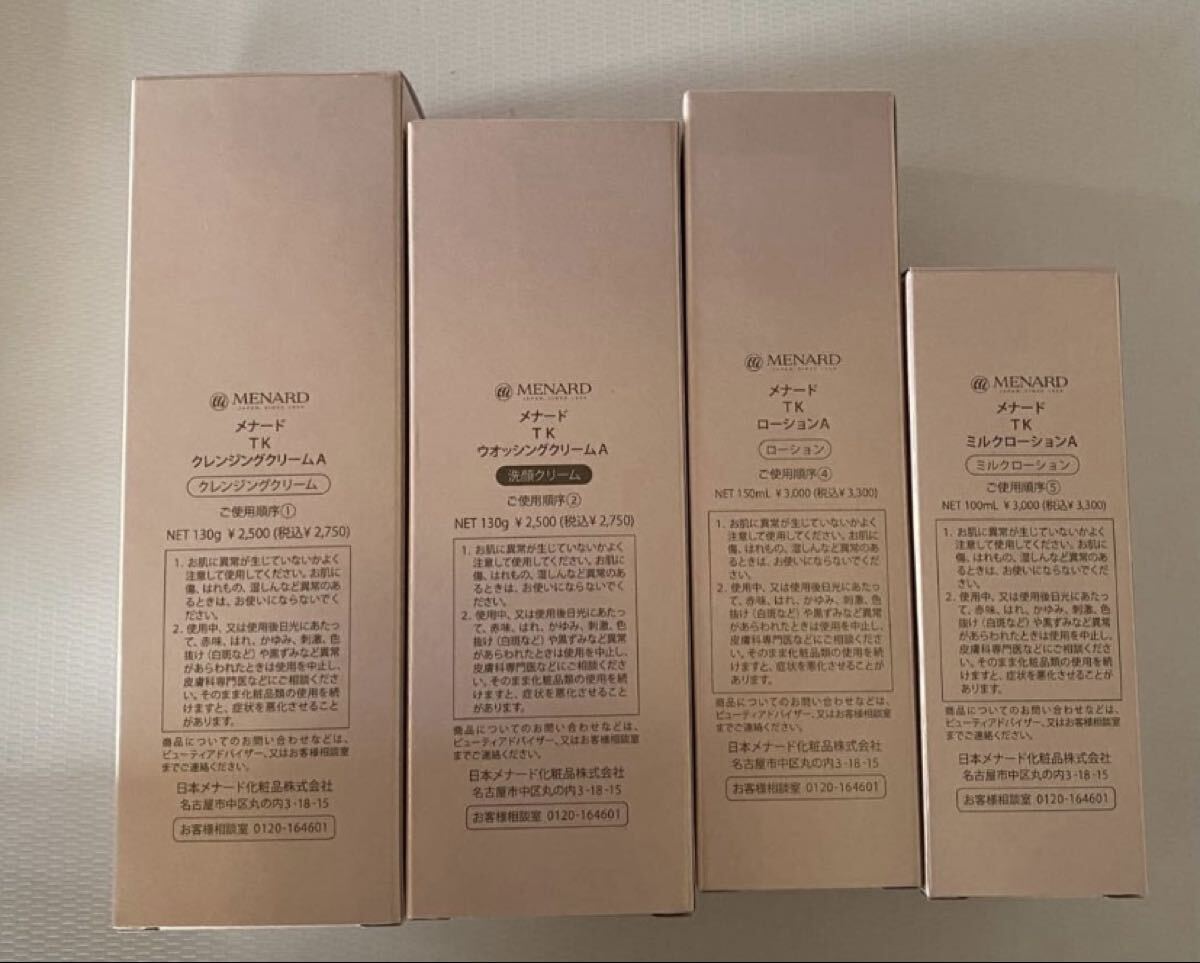 MENARD
JAPAN, SINCE 1959
メナード
TK
クレンジングクリームA
クレンジングクリーム
ご使用順序①
NET 130g ¥2,500 (税込¥2,750)
1. お肌に異常が生じていないかよく
注意して使用してください。お肌に
傷、はれもの、湿しんなど異常のあ
るときは、お使いにならないでくだ
ださい。
2. 使用中、又は使用後日光にあたっ
て、赤味、はれ、かゆみ、刺激、色
抜け(白斑など)や黒ずみなど異常
があらわれたときは使用を中止し、
皮膚科専門医などにご相談くださ
い。そのまま化粧品類の使用を続
けますと、症状を悪化させること
があります。
商品についてのお問い合わせなどは、
ビューティアドバイザー、又はお客様相談室
までご連絡ください。
日本メナード化粧品株式会社
名古屋市中区丸の内3-18-15
お客様相談室 0120-164601
MENARD
JAPAN, SINCE 1959
メナード
TK
ウオッシングクリームA
洗顔クリーム
ご使用順序②
NET 130g ¥2,500 (税込¥2,750)
1. お肌に異常が生じていないかよく
注意して使用してください。お肌に
傷、はれもの、湿しんなど異常のあ
るときは、お使いにならないでくだ
さい。
2. 使用中、又は使用後日光にあたっ
て、赤味、はれ、かゆみ、刺激、色
抜け(白斑など)や黒ずみなど異常
があらわれたときは使用を中止し、
皮膚科専門医などにご相談くださ
い。そのまま化粧品類の使用を続
けますと、症状を悪化させることが
あります。
商品についてのお問い合わせなどは、
ビューティアドバイザー、又はお客様相談室
までご連絡ください。
日本メナード化粧品株式会社
名古屋市中区丸の内3-18-15
お客様相談室 0120-164601
MENARD
JAPAN, SINCE 1959
メナード
TK
ローションA
ローション
ご使用順序④
NET 150mL ¥3,000 (税込¥3,300)
1. お肌に異常が生じていないかよく
注意して使用してください。お肌に
傷、はれもの、湿しんなど異常のあ
るときは、お使いにならないでくだ
さい。
2. 使用中、又は使用後日光にあたっ
て、赤味、はれ、かゆみ、刺激、色
抜け(白斑など)や黒ずみなど異常
があらわれたときは使用を中止し、
皮膚科専門医などにご相談くださ
い。そのまま化粧品類の使用を続
けますと、症状を悪化させることが
あります。
商品についてのお問い合わせなどは、
ビューティアドバイザー、又はお客様相談室
までご連絡ください。
日本メナード化粧品株式会社
名古屋市中区丸の内3-18-15
お客様相談室 0120-164601
MENARD
JAPAN, SINCE 1959
メナード
TK
ミルクローションA
ミルクローション
ご使用順序⑤
NET 100mL ¥3,000 (税込¥3,300)
1. お肌に異常が生じていないかよく
注意して使用してください。お肌に
傷、はれもの、湿しんなど異常のあ
るときは、お使いにならないでくだ
さい。
2. 使用中、又は使用後日光にあたっ
て、赤味、はれ、かゆみ、刺激、色
抜け(白斑など)や黒ずみなど異常
があらわれたときは使用を中止し、
皮膚科専門医などにご相談くださ
い。そのまま化粧品類の使用を続
けますと、症状を悪化させることが
あります。
商品についてのお問い合わせなどは、
ビューティアドバイザー、又はお客様相談室
までご連絡ください。
日本メナード化粧品株式会社
名古屋市中区丸の内3-18-15
お客様相談室 0120-164601